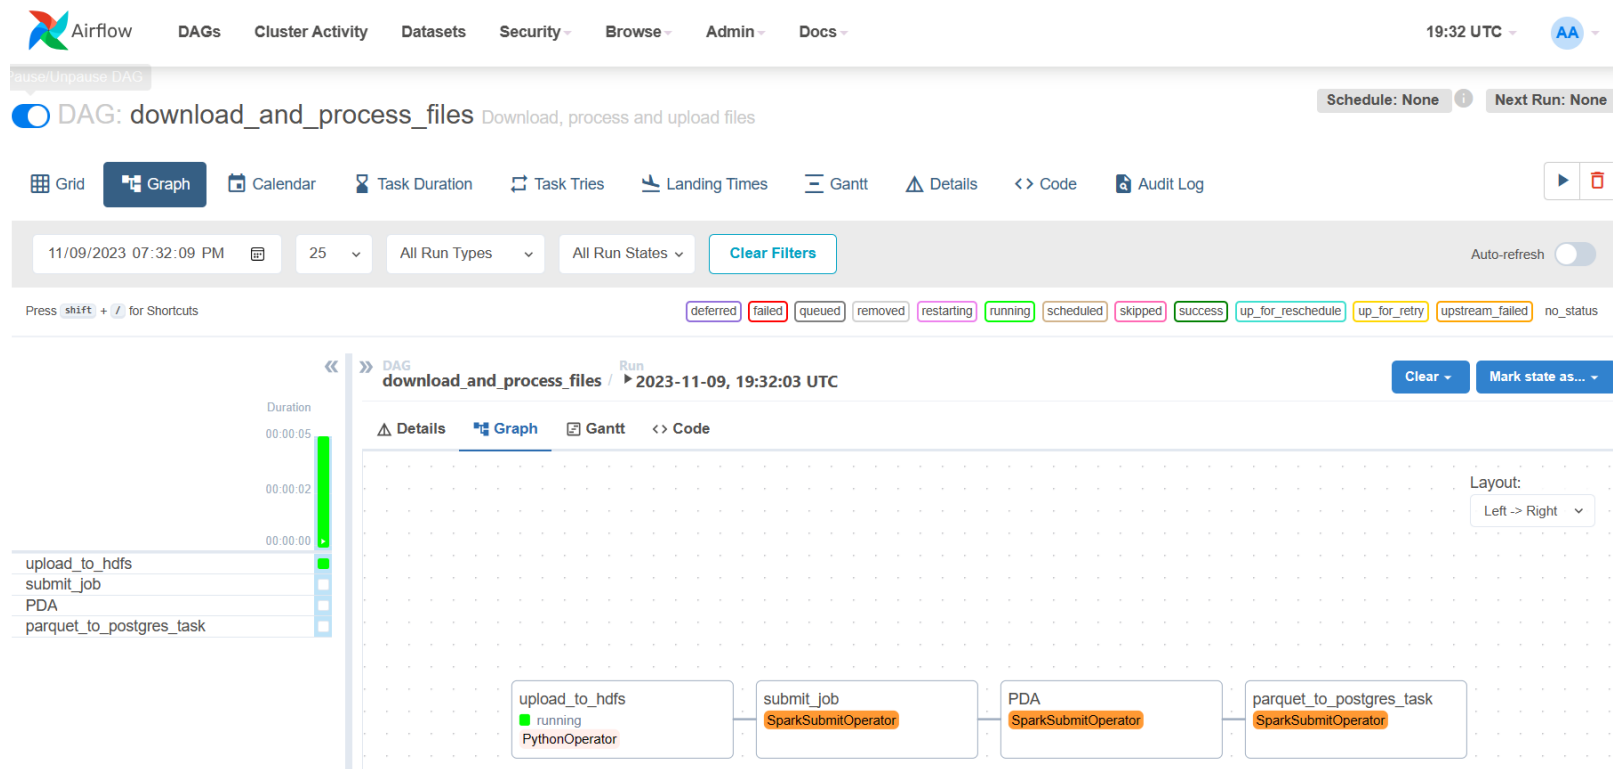 Airflow
DAGs Cluster Activity Datasets Security Browse Admin Docs 19:32 UTC AA
Pause/Unpause DAG
DAG: download_and_process_files Download, process and upload files
Schedule: None i Next Run: None
Grid Graph Calendar Task Duration Task Tries Landing Times Gantt Details Code Audit Log
11/09/2023 07:32:09 PM 25 All Run Types All Run States Clear Filters Auto-refresh
Press shift + / for Shortcuts
deferred failed queued removed restarting running scheduled skipped success up_for_reschedule up_for_retry upstream_failed no_status
DAG Run
download_and_process_files / 2023-11-09, 19:32:03 UTC
Clear Mark state as...
Duration
00:00:05
00:00:02
00:00:00
upload_to_hdfs
submit_job
PDA
parquet_to_postgres_task
Details Graph Gantt Code
Layout:
Left -> Right
upload_to_hdfs
running
PythonOperator
submit_job
SparkSubmitOperator
PDA
SparkSubmitOperator
parquet_to_postgres_task
SparkSubmitOperator